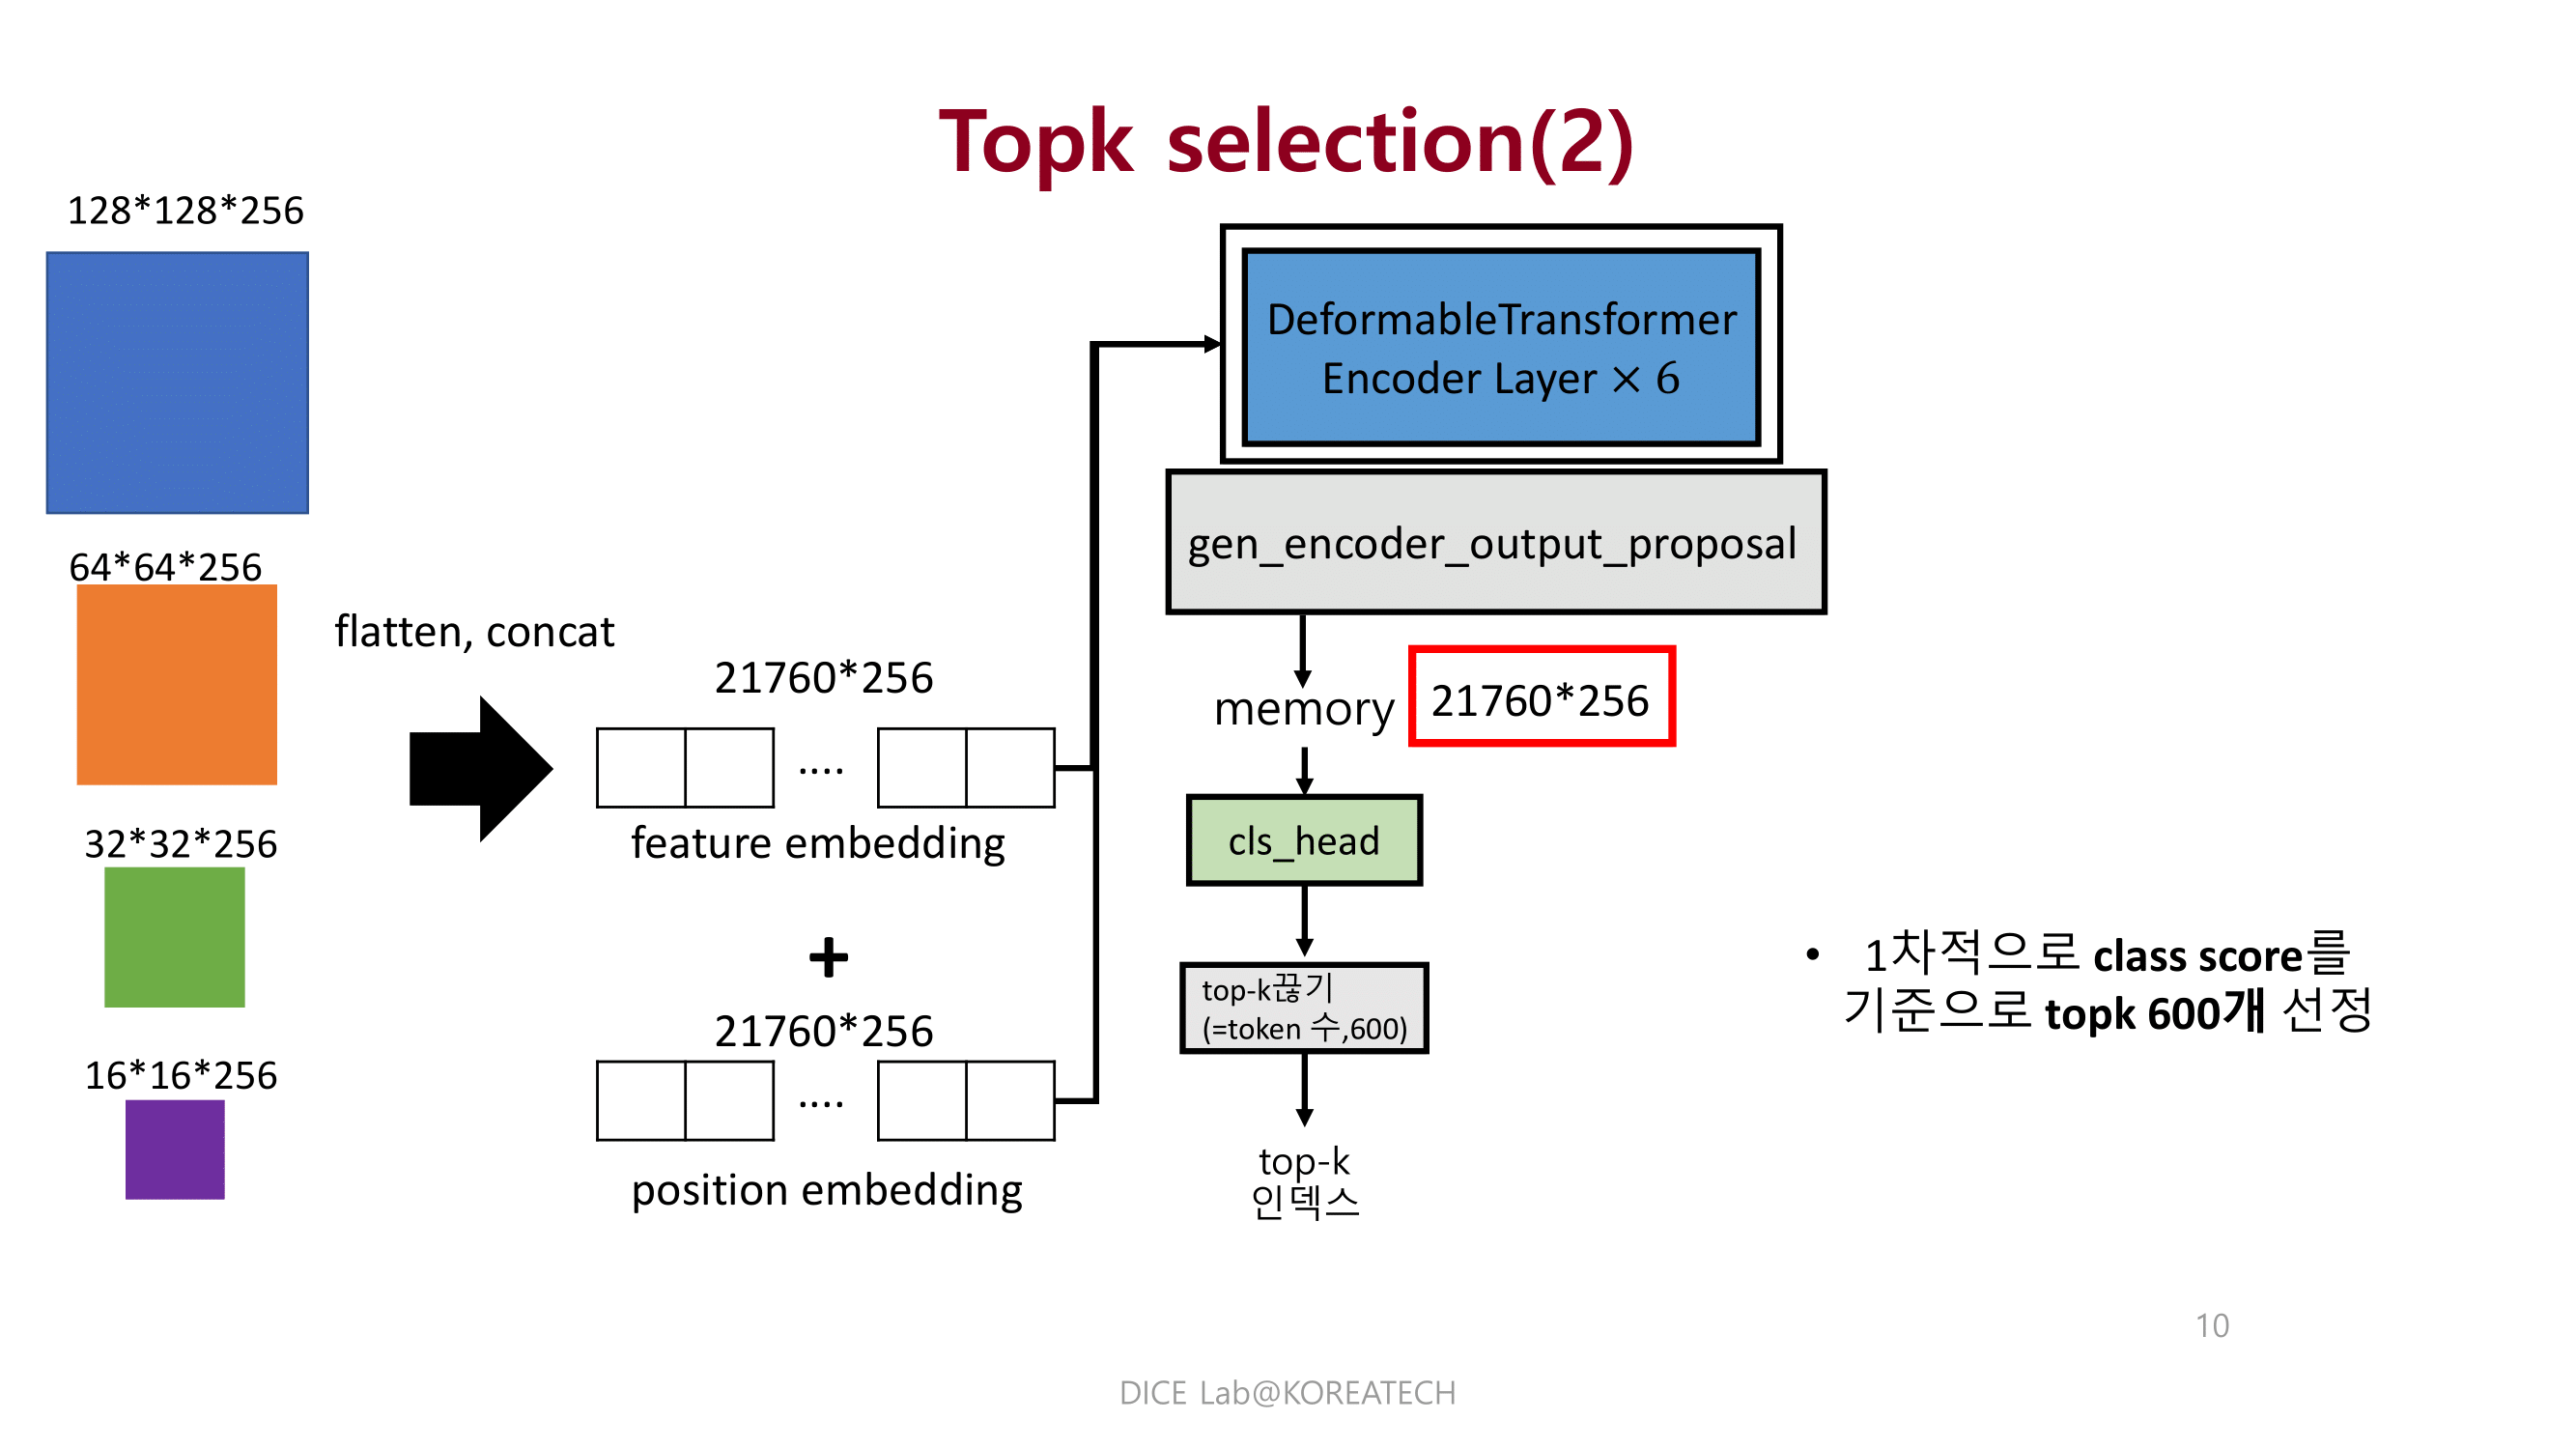 Topk selection(2)
128*128*256
64*64*256
32*32*256
16*16*256
flatten, concat
21760*256
....
feature embedding
+
21760*256
....
position embedding
DeformableTransformer
Encoder Layer × 6
gen_encoder_output_proposal
memory
21760*256
cls_head
top-k끊기
(=token 수,600)
top-k
인덱스
• 1차적으로 class score를
기준으로 topk 600개 선정
10
DICE Lab@KOREATECH